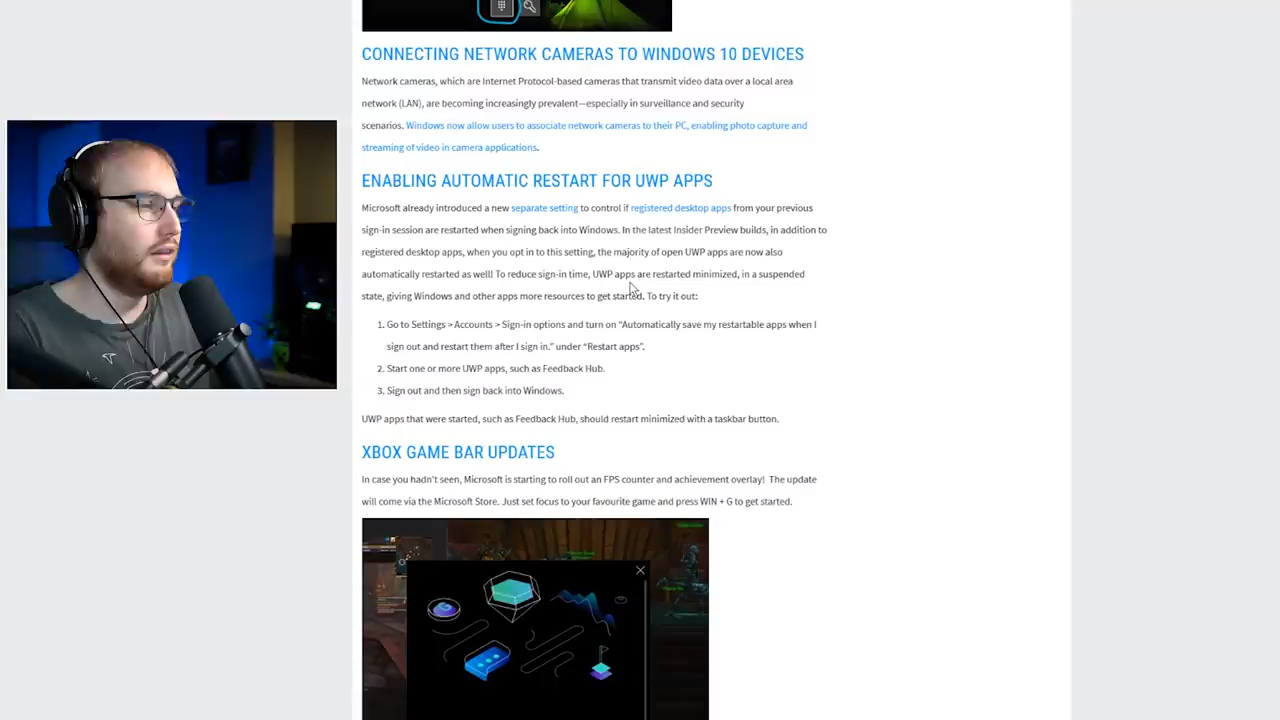 CONNECTING NETWORK CAMERAS TO WINDOWS 10 DEVICES
Network cameras, which are Internet Protocol-based cameras that transmit video data over a local area
network (LAN), are becoming increasingly prevalent—especially in surveillance and security
scenarios. Windows now allow users to associate network cameras to their PC, enabling photo capture and
streaming of video in camera applications.
ENABLING AUTOMATIC RESTART FOR UWP APPS
Microsoft already introduced a new separate setting to control if registered desktop apps from your previous
sign-in session are restarted when signing back into Windows. In the latest Insider Preview builds, in addition to
registered desktop apps, when you opt in to this setting, the majority of open UWP apps are now also
automatically restarted as well! To reduce sign-in time, UWP apps are restarted minimized, in a suspended
state, giving Windows and other apps more resources to get started. To try it out:
1. Go to Settings > Accounts > Sign-in options and turn on “Automatically save my restartable apps when I
sign out and restart them after I sign in.” under “Restart apps”.
2. Start one or more UWP apps, such as Feedback Hub.
3. Sign out and then sign back into Windows.
UWP apps that were started, such as Feedback Hub, should restart minimized with a taskbar button.
XBOX GAME BAR UPDATES
In case you hadn't seen, Microsoft is starting to roll out an FPS counter and achievement overlay! The update
will come via the Microsoft Store. Just set focus to your favourite game and press WIN + G to get started.